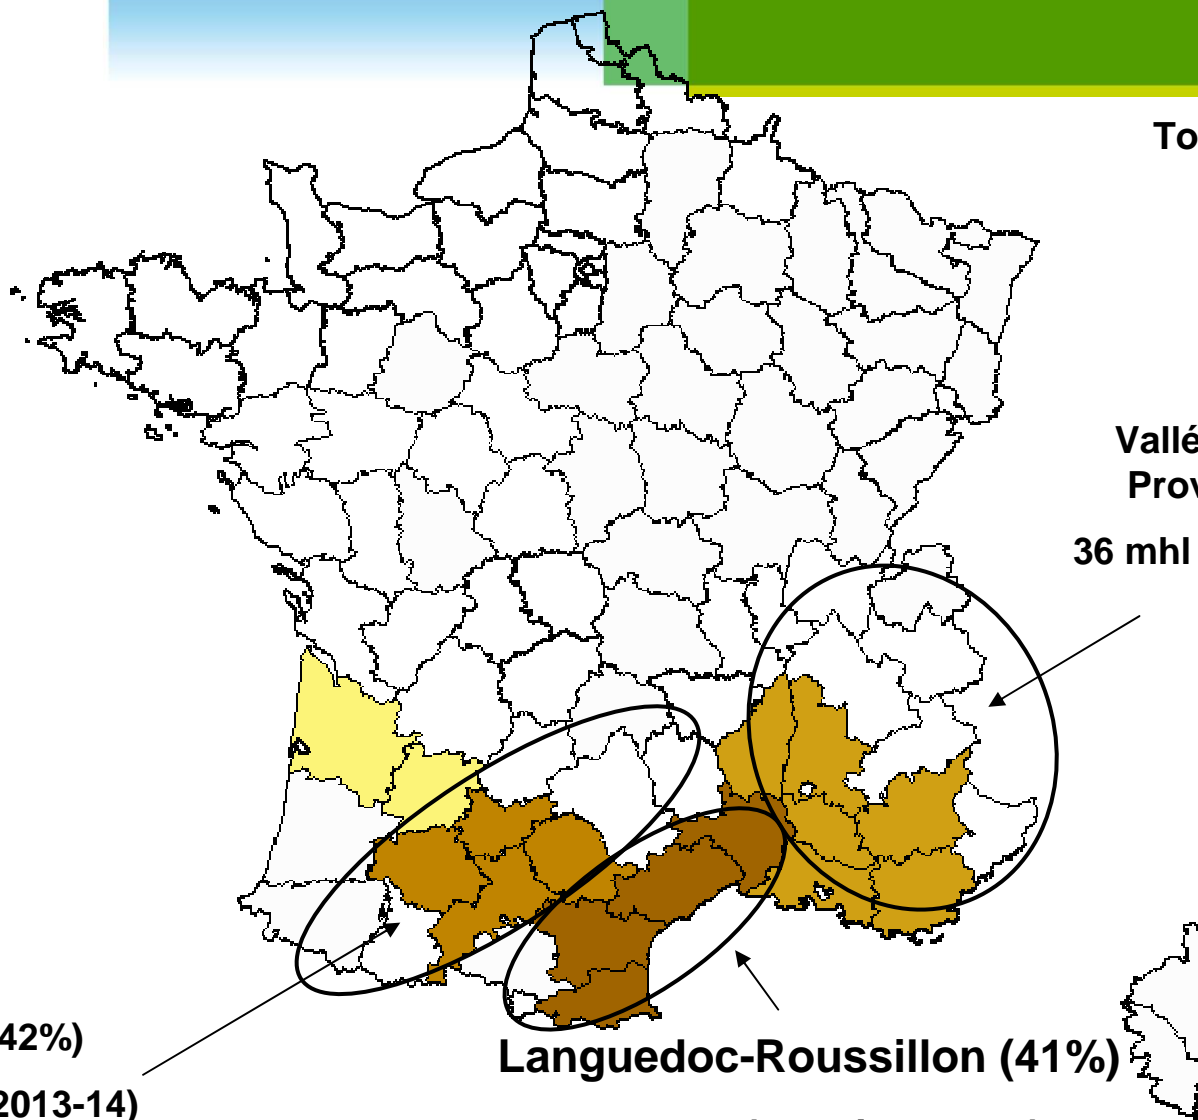 To
Vallé
Prov
36 mhl
42%)
2013-14)
Languedoc-Roussillon (41%)